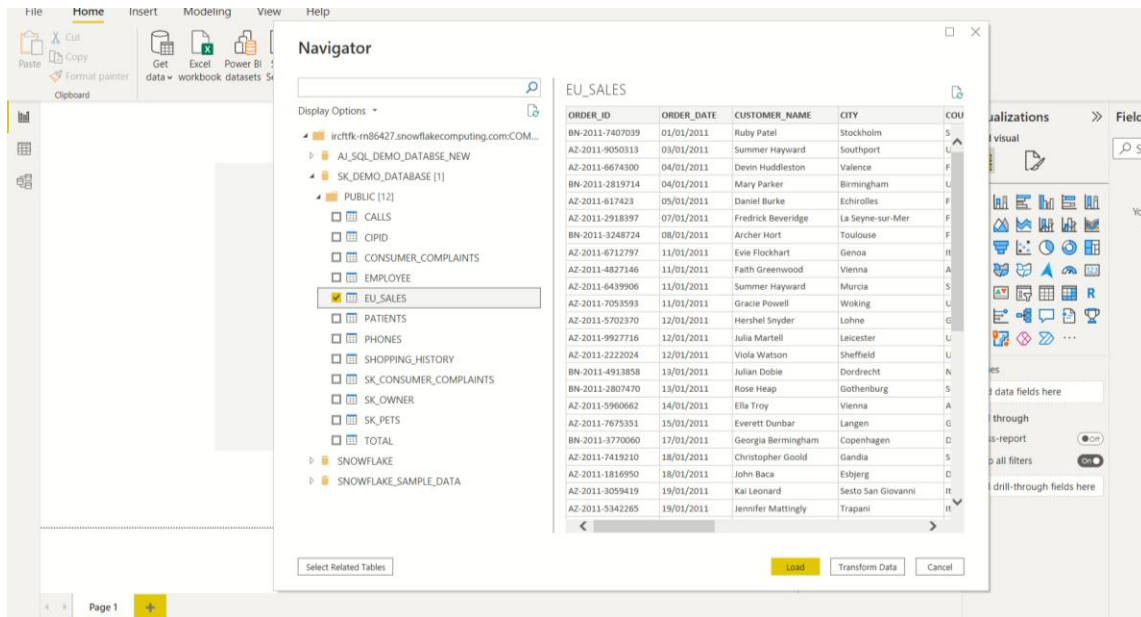 File Home Insert Modeling View Help
Cut
Copy
Format painter
Paste
Clipboard
Get data
Excel workbook
Power BI datasets
Navigator
Display Options
ircftfk-rn86427.snowflakecomputing.com:COM...
AJ_SQL_DEMO_DATABSE_NEW
SK_DEMO_DATABASE [1]
PUBLIC [12]
CALLS
CIPID
CONSUMER_COMPLAINTS
EMPLOYEE
EU_SALES
PATIENTS
PHONES
SHOPPING_HISTORY
SK_CONSUMER_COMPLAINTS
SK_OWNER
SK_PETS
TOTAL
SNOWFLAKE
SNOWFLAKE_SAMPLE_DATA
EU_SALES
ORDER_ID ORDER_DATE CUSTOMER_NAME CITY COU
BN-2011-7407039 01/01/2011 Ruby Patel Stockholm S
AZ-2011-9050313 03/01/2011 Summer Hayward Southport U
AZ-2011-6674300 04/01/2011 Devin Huddleston Valence F
BN-2011-2819714 04/01/2011 Mary Parker Birmingham U
AZ-2011-617423 05/01/2011 Daniel Burke Echirolles F
AZ-2011-2918397 07/01/2011 Fredrick Beveridge La Seyne-sur-Mer F
BN-2011-3248724 08/01/2011 Archer Hort Toulouse F
AZ-2011-6712797 11/01/2011 Evie Flockhart Genoa It
AZ-2011-4827146 11/01/2011 Faith Greenwood Vienna A
AZ-2011-6439906 11/01/2011 Summer Hayward Murcia S
AZ-2011-7053593 11/01/2011 Gracie Powell Woking U
AZ-2011-5702370 12/01/2011 Hershel Snyder Lohne G
AZ-2011-9927716 12/01/2011 Julia Martell Leicester U
AZ-2011-2222024 12/01/2011 Viola Watson Sheffield U
BN-2011-4913858 13/01/2011 Julian Dobie Dordrecht N
BN-2011-2807470 13/01/2011 Rose Heap Gothenburg S
AZ-2011-5960662 14/01/2011 Ella Troy Vienna A
AZ-2011-7675351 15/01/2011 Everett Dunbar Langen G
BN-2011-3770060 17/01/2011 Georgia Bermingham Copenhagen D
AZ-2011-7419210 18/01/2011 Christopher Goold Gandia S
AZ-2011-1816950 18/01/2011 John Baca Esbjerg D
AZ-2011-3059419 19/01/2011 Kai Leonard Sesto San Giovanni It
AZ-2011-5342265 19/01/2011 Jennifer Mattingly Trapani It
Select Related Tables
Load
Transform Data
Cancel
ualizations
Field
visual
123
R
es
data fields here
through
ss-report Off
p all filters On
drill-through fields here
Page 1